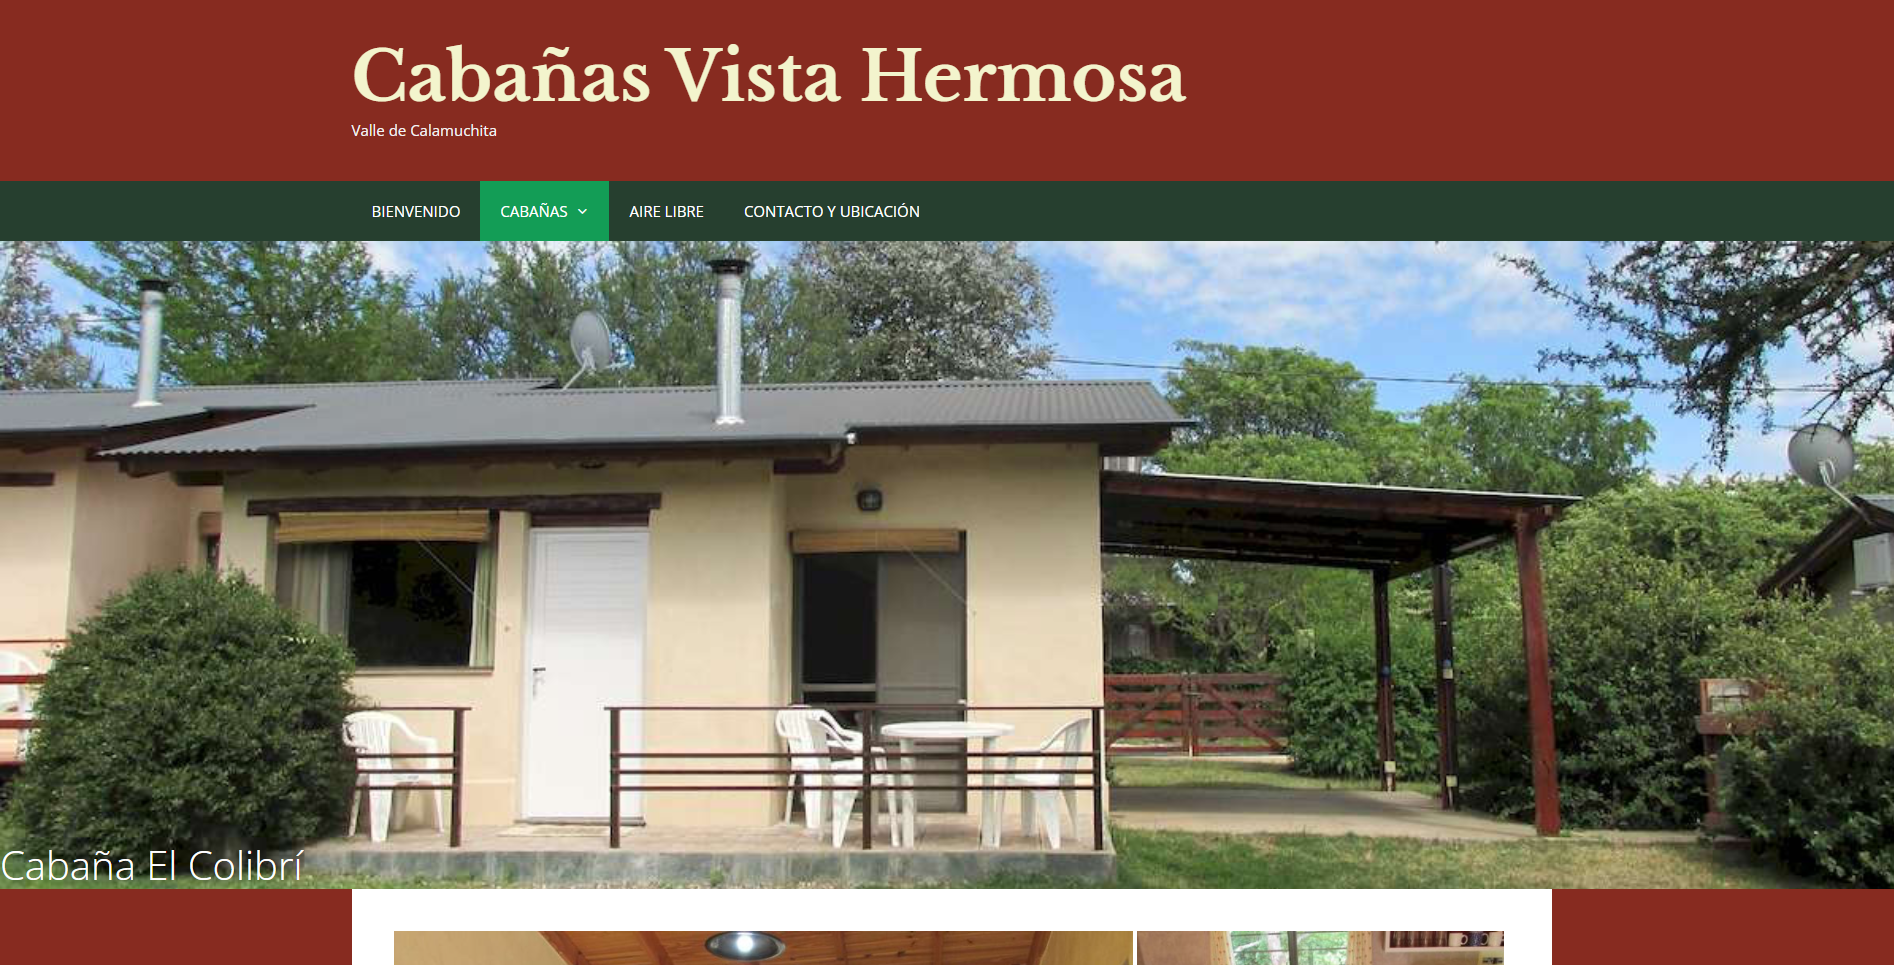 Cabañas Vista Hermosa
Valle de Calamuchita
BIENVENIDO CABAÑAS AIRE LIBRE CONTACTO Y UBICACIÓN
Cabaña El Colibrí